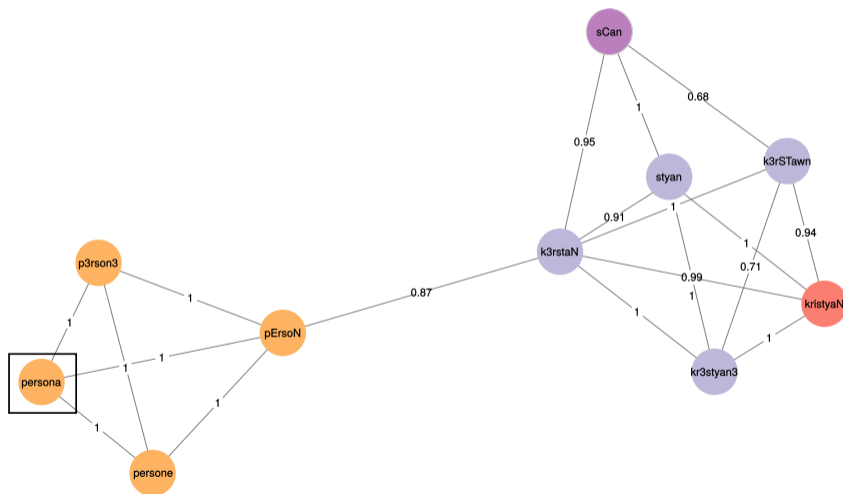 sCan
0.68
0.95
1
k3rSTawn
styan
1
0.91
1
0.94
k3rstaN
p3rson3
0.71
0.99
0.87
1
1
krIstyaN
1
1
pErsoN
1
1
1
1
kr3styan3
persona
1
1
persone